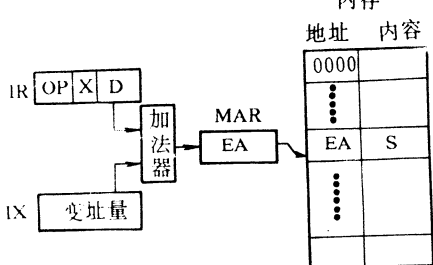 内存
地址 内容
0000
IR OP X D
加法器
MAR
EA
EA S
IX 变址量